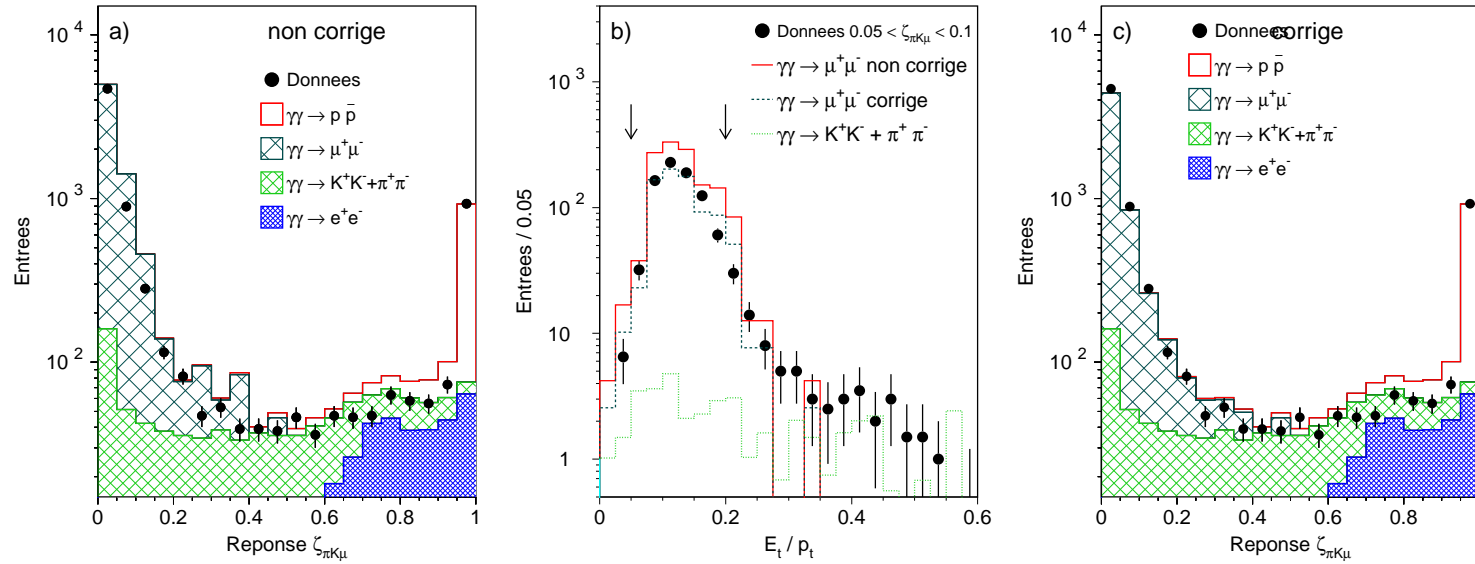 a) non corrige
Donnees
γγ → p p̄
γγ → μ⁺μ⁻
γγ → K⁺K⁻+π⁺π⁻
γγ → e⁺e⁻
Entrees
10⁴
10³
10²
0 0.2 0.4 0.6 0.8 1
Reponse ζπKμ
b)
Donnees 0.05 < ζπKμ < 0.1
γγ → μ⁺μ⁻ non corrige
γγ → μ⁺μ⁻ corrige
γγ → K⁺K⁻ + π⁺ π⁻
Entrees / 0.05
10³
10²
10
1
0 0.2 0.4 0.6
Eₜ / pₜ
c) corrige
Donnees
γγ → p p̄
γγ → μ⁺μ⁻
γγ → K⁺K⁻+π⁺π⁻
γγ → e⁺e⁻
Entrees
10⁴
10³
10²
0 0.2 0.4 0.6 0.8
Reponse ζπKμ